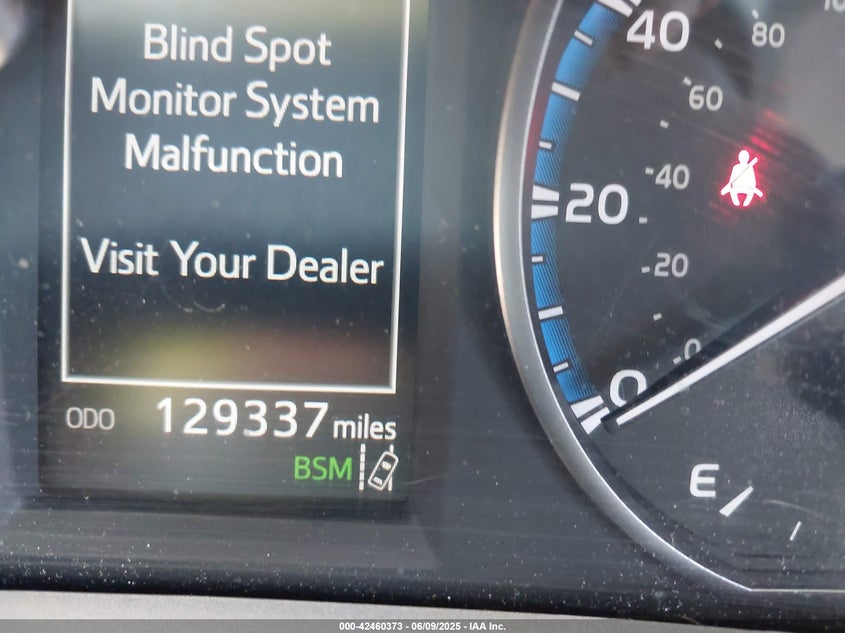 Blind Spot
Monitor System
Malfunction
Visit Your Dealer
ODO 129337 miles
BSM
40
80
60
40
20
20
0
0
E
000-42460373 - 06/09/2025 - IAA Inc.